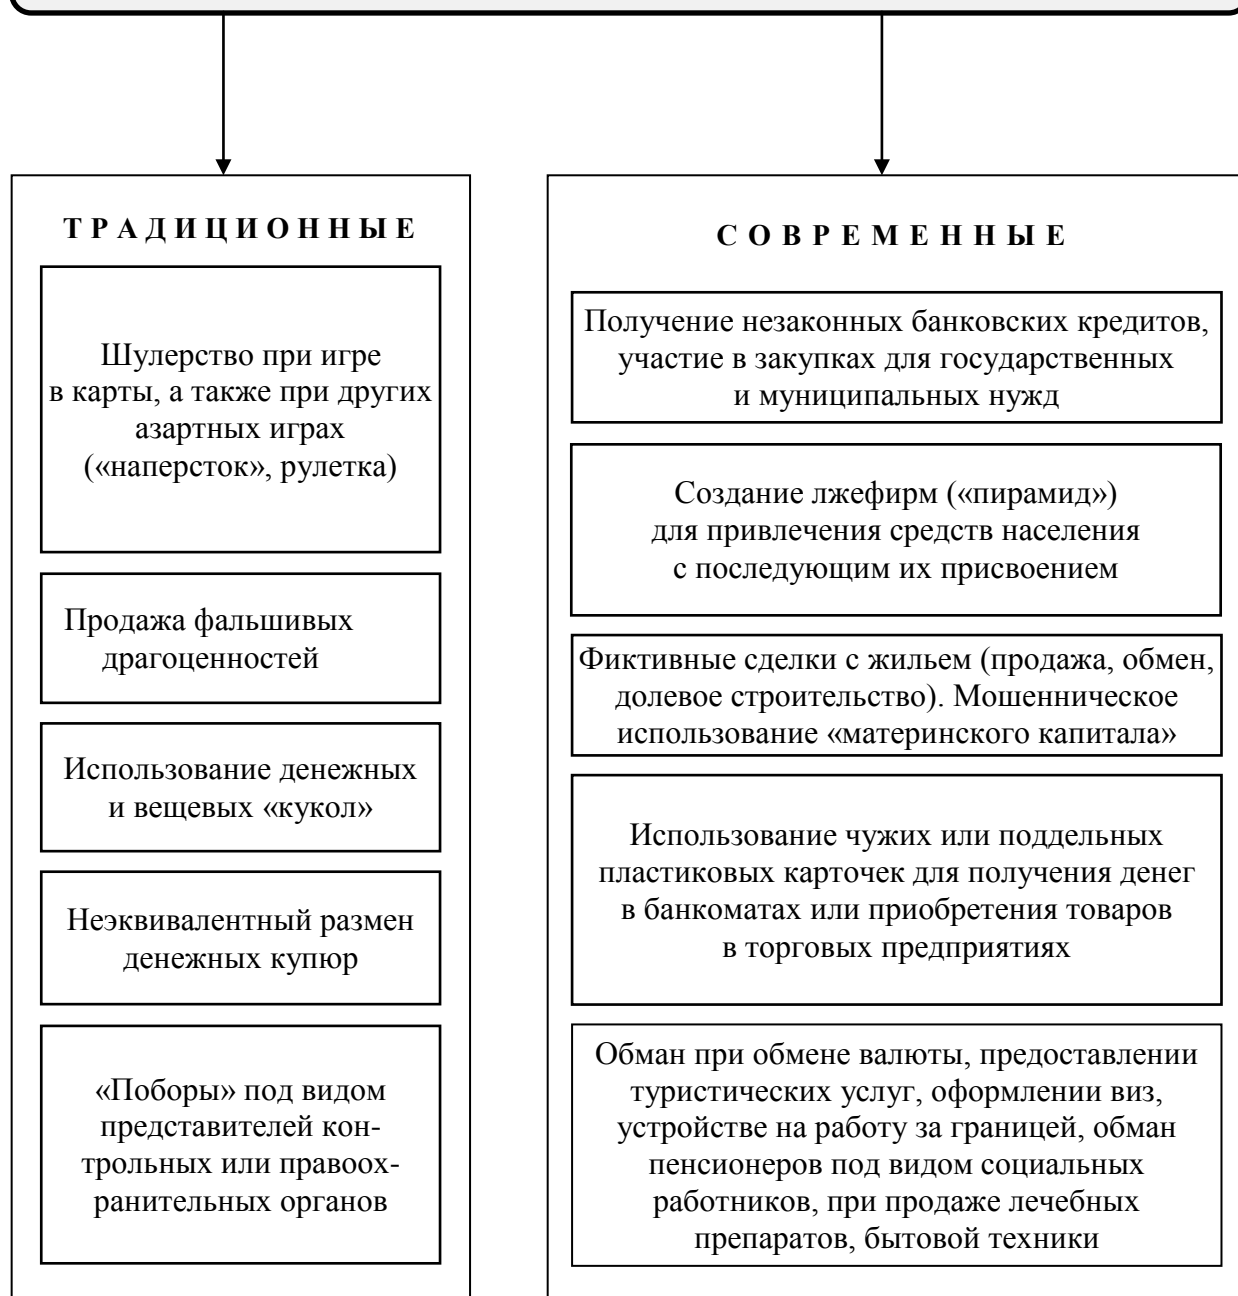 ТРАДИЦИОННЫЕ
Шулерство при игре
в карты, а также при других
азартных играх
(«наперсток», рулетка)
Продажа фальшивых
драгоценностей
Использование денежных
и вещевых «кукол»
Неэквивалентный размен
денежных купюр
«Поборы» под видом
представителей кон-
трольных или правоох-
ранительных органов
СОВРЕМЕННЫЕ
Получение незаконных банковских кредитов,
участие в закупках для государственных
и муниципальных нужд
Создание лжефирм («пирамид»)
для привлечения средств населения
с последующим их присвоением
Фиктивные сделки с жильем (продажа, обмен,
долевое строительство). Мошенническое
использование «материнского капитала»
Использование чужих или поддельных
пластиковых карточек для получения денег
в банкоматах или приобретения товаров
в торговых предприятиях
Обман при обмене валюты, предоставлении
туристических услуг, оформлении виз,
устройстве на работу за границей, обман
пенсионеров под видом социальных
работников, при продаже лечебных
препаратов, бытовой техники